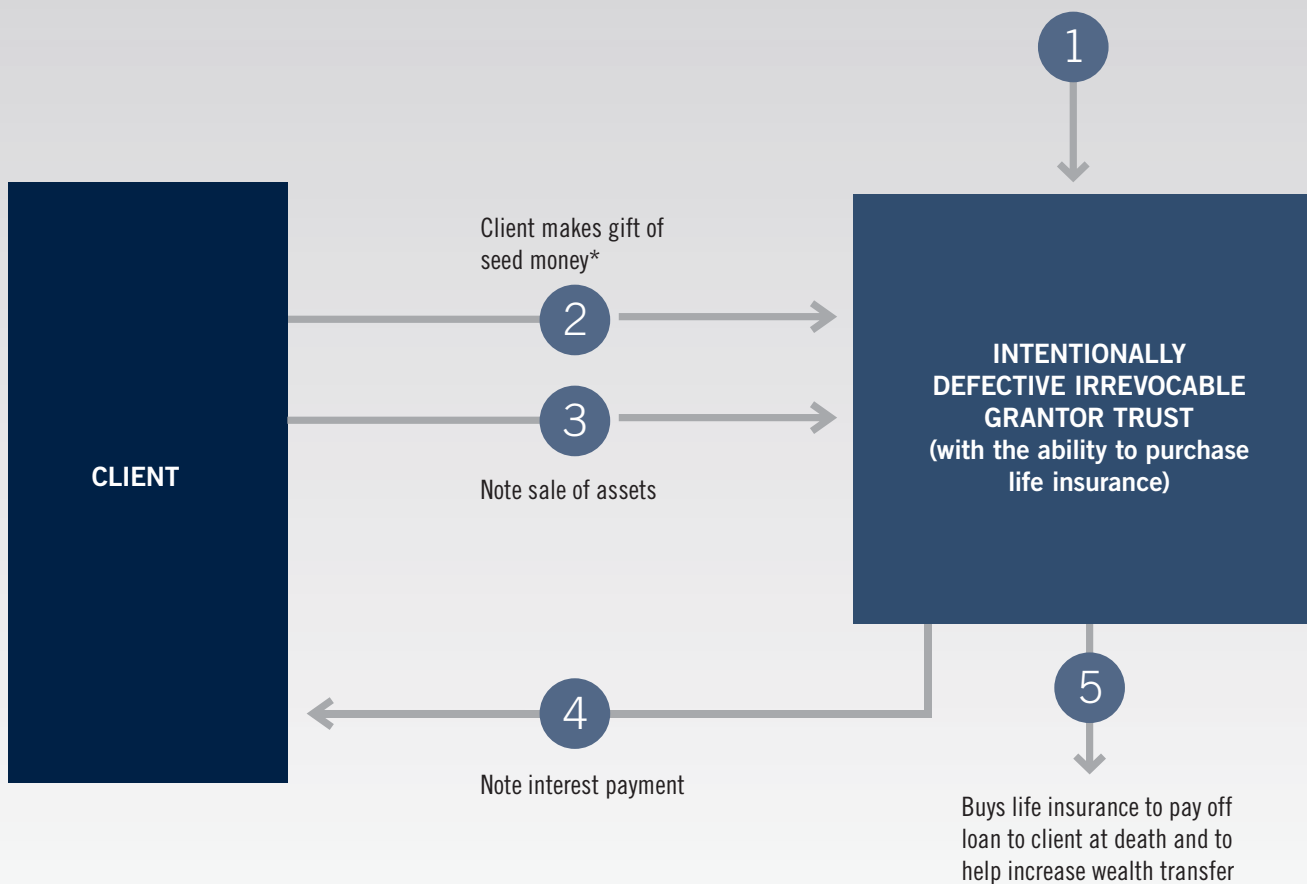 1
Client makes gift of
seed money*
2
3
Note sale of assets
CLIENT
INTENTIONALLY
DEFECTIVE IRREVOCABLE
GRANTOR TRUST
(with the ability to purchase
life insurance)
4
Note interest payment
5
Buys life insurance to pay off
loan to client at death and to
help increase wealth transfer